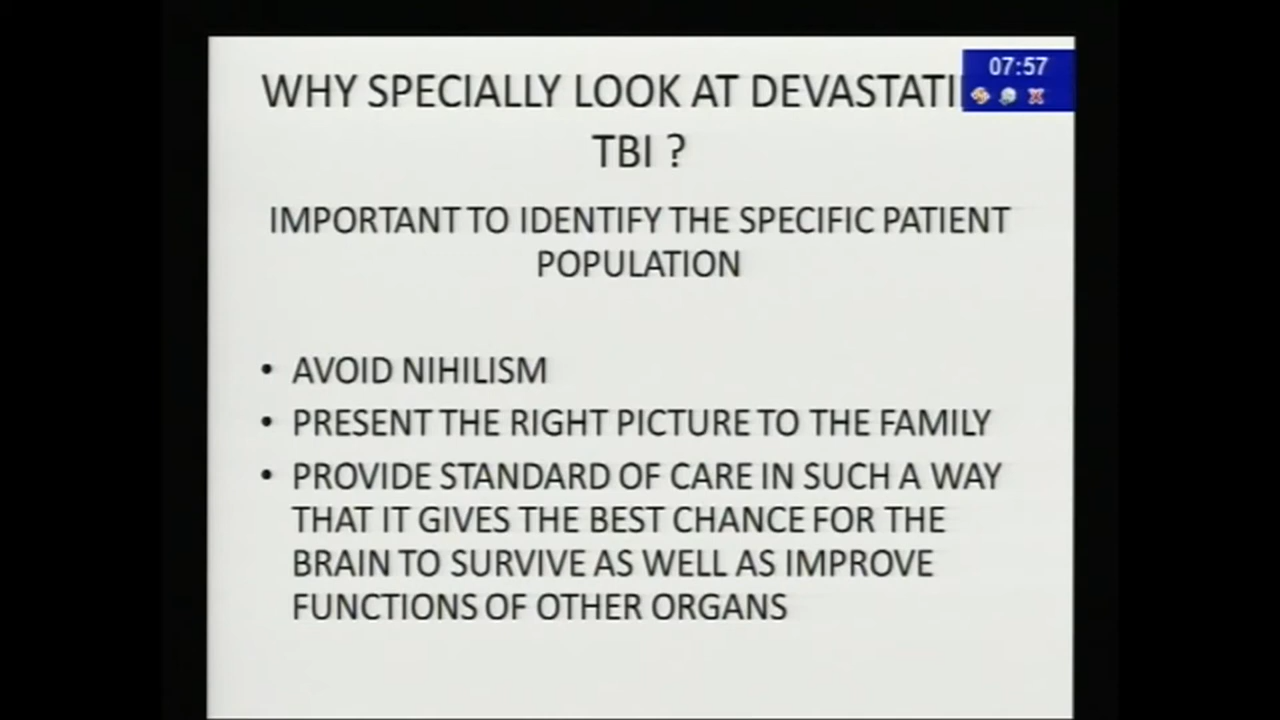 WHY SPECIALLY LOOK AT DEVASTATI
TBI ?
IMPORTANT TO IDENTIFY THE SPECIFIC PATIENT
POPULATION
• AVOID NIHILISM
• PRESENT THE RIGHT PICTURE TO THE FAMILY
• PROVIDE STANDARD OF CARE IN SUCH A WAY
THAT IT GIVES THE BEST CHANCE FOR THE
BRAIN TO SURVIVE AS WELL AS IMPROVE
FUNCTIONS OF OTHER ORGANS
07:57